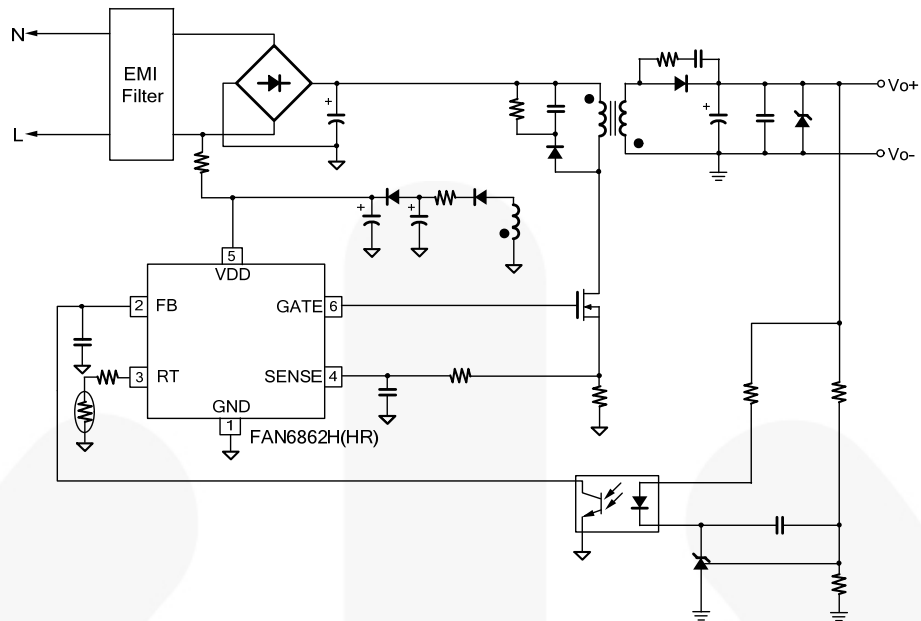 N
EMI
Filter
L
+
+
Vo+
Vo-
+
+
5
VDD
2
FB
GATE
6
3
RT
SENSE
4
GND
1
FAN6862H(HR)